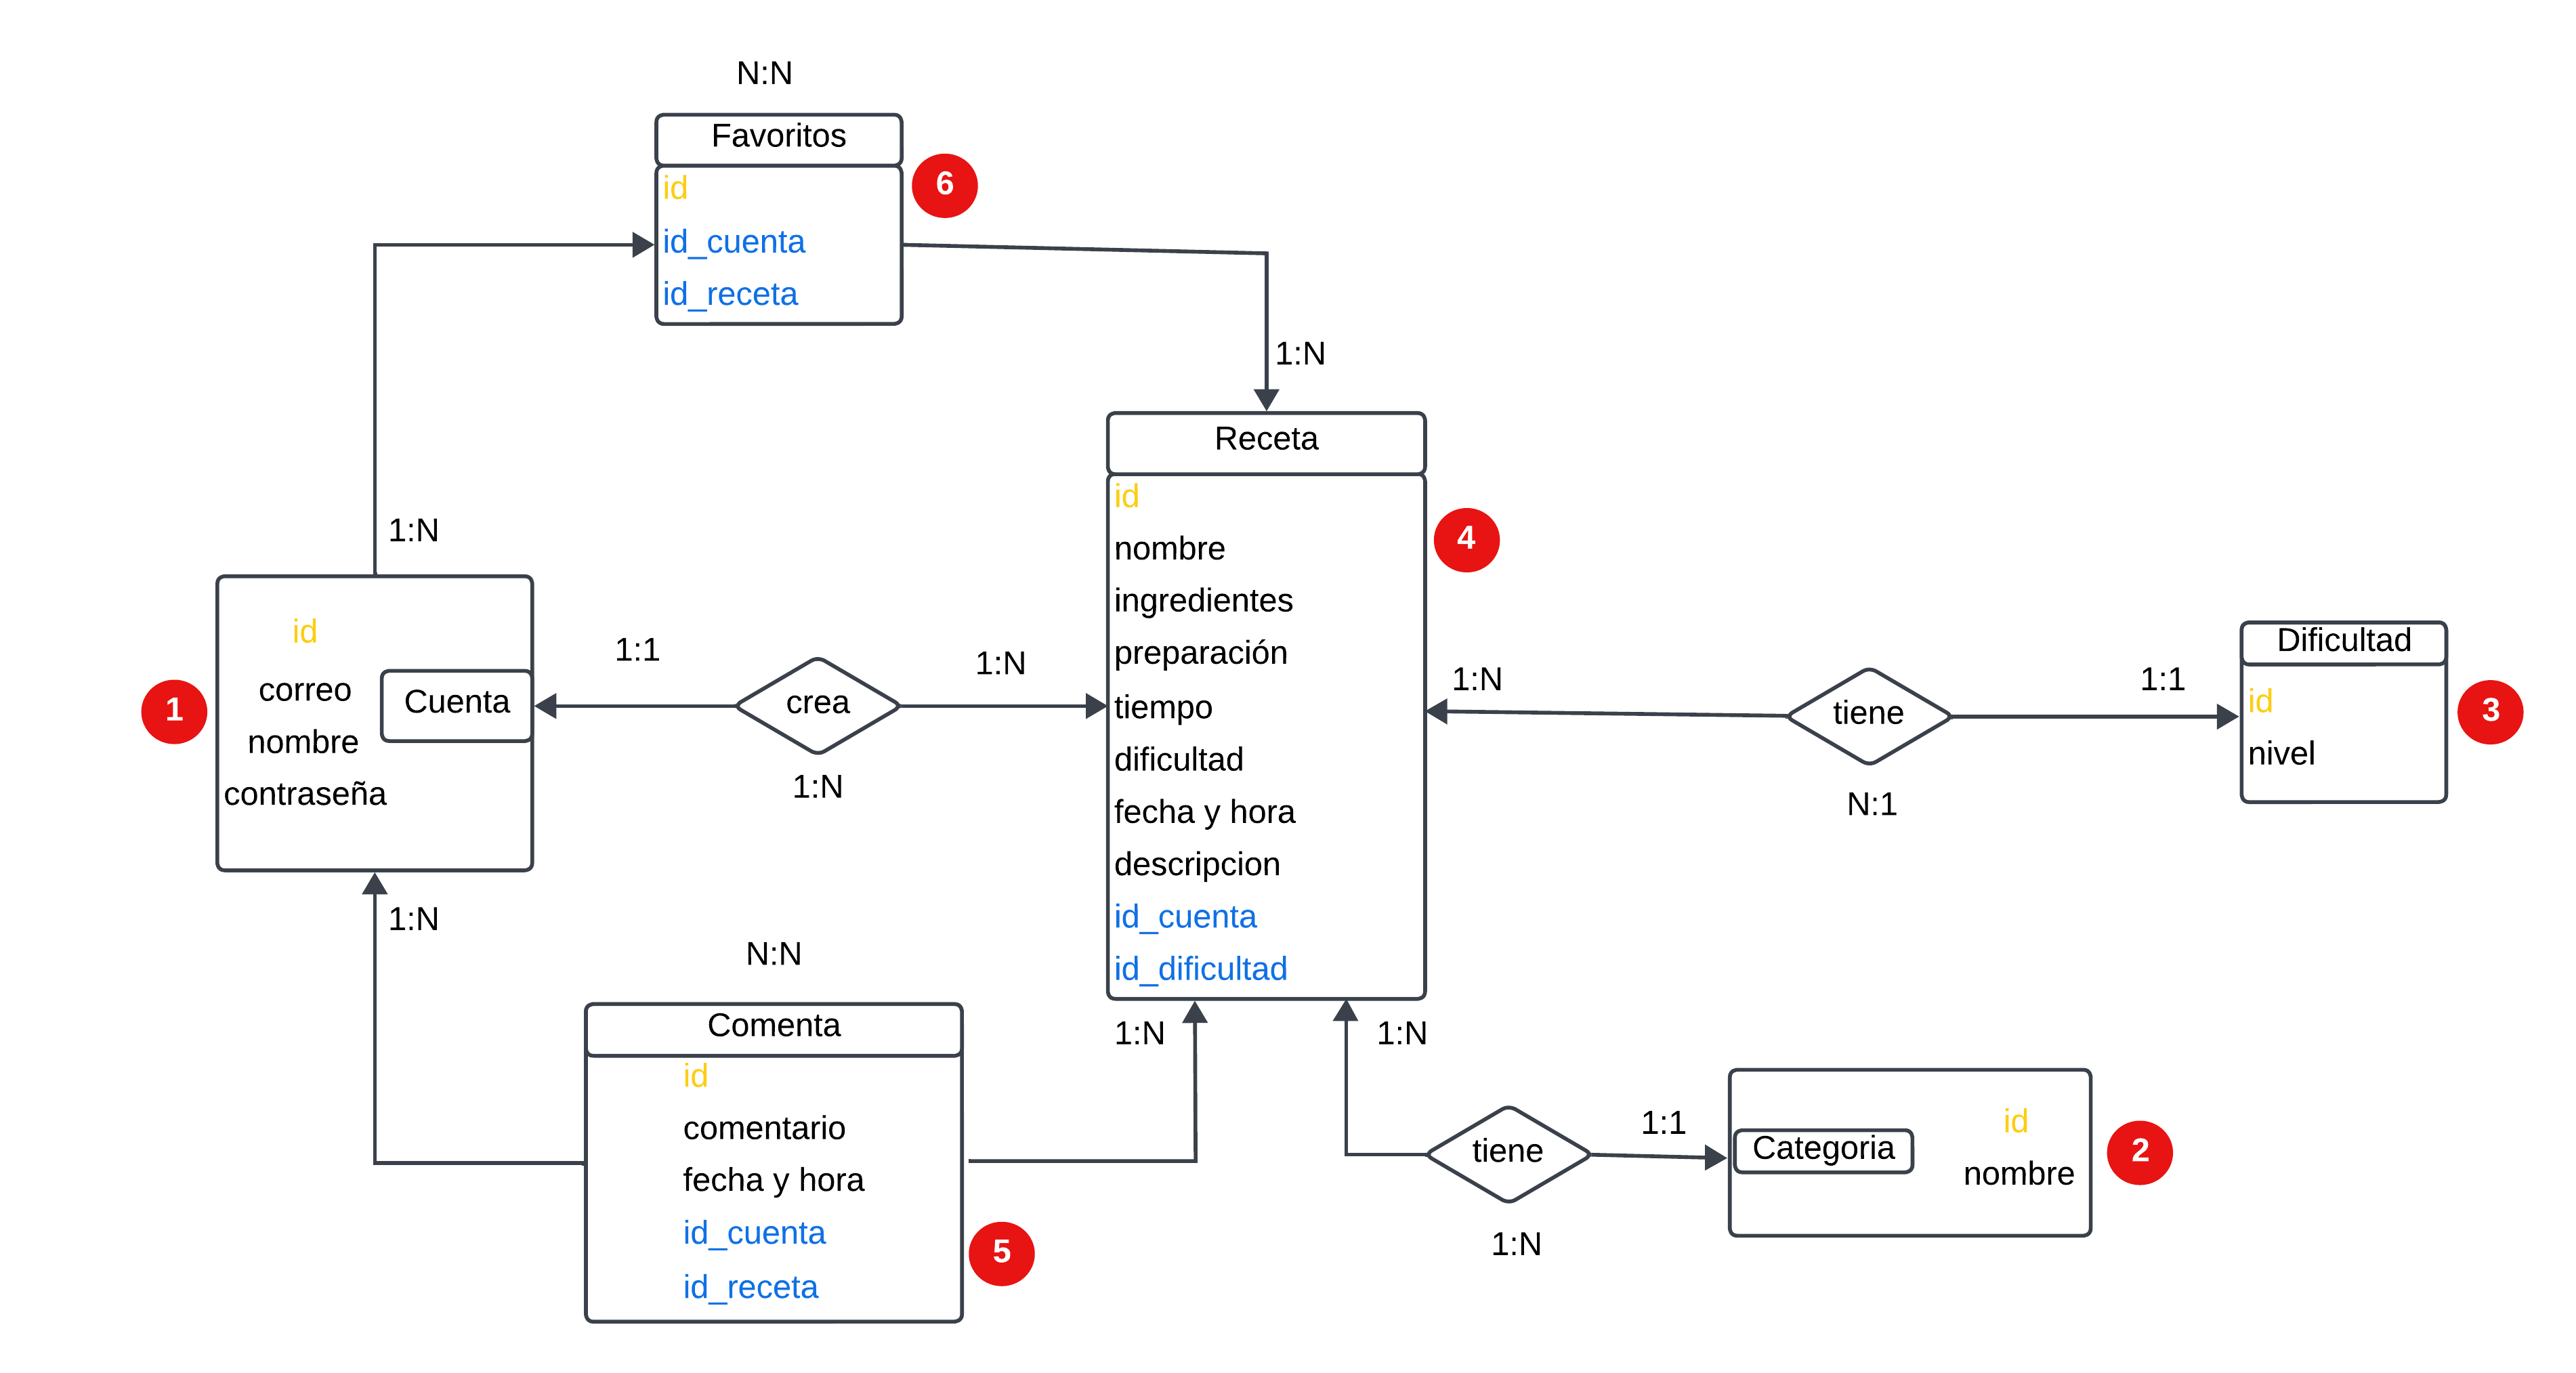 N:N
Favoritos
id
id_cuenta
id_receta
6
1:N
1:N
Receta
id
nombre
ingredientes
preparación
tiempo
dificultad
fecha y hora
descripcion
id_cuenta
id_dificultad
4
1
id
correo
nombre
contraseña
Cuenta
1:1
crea
1:N
1:N
1:N
tiene
N:1
1:1
Dificultad
id
nivel
3
1:N
N:N
Comenta
id
comentario
fecha y hora
id_cuenta
id_receta
5
1:N
1:N
tiene
1:N
1:1
Categoria
id
nombre
2